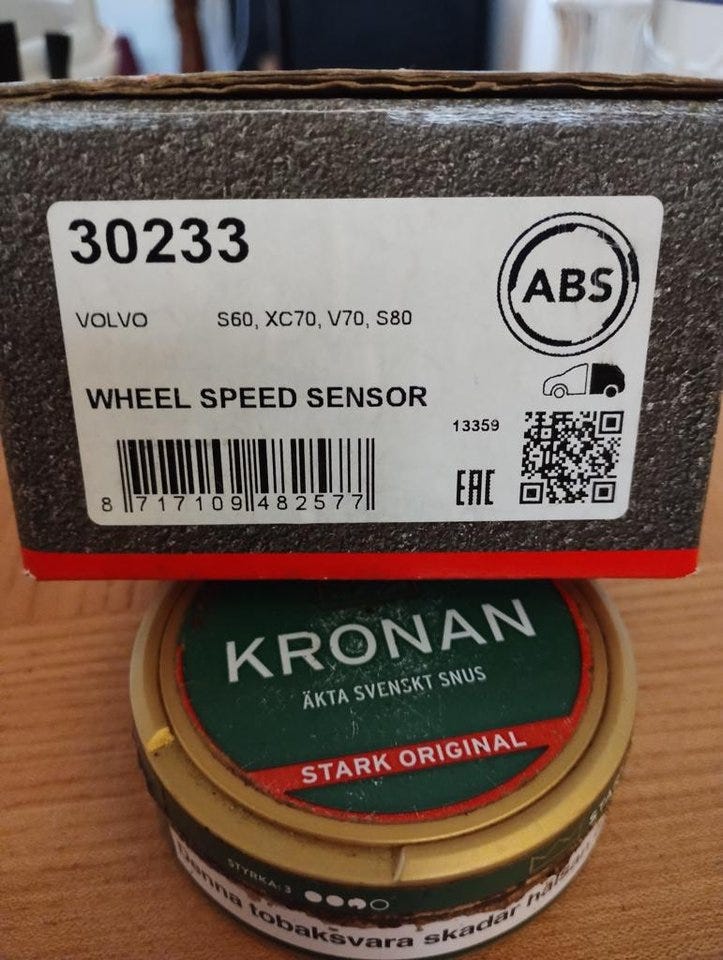 30233
ABS
VOLVO S60, XC70, V70, S80
WHEEL SPEED SENSOR
13359
8 717109 482577
EAC
KRONAN
ÄKTA SVENSKT SNUS
STARK ORIGINAL
STYRKA: 3
Denna tobaksvara skadar